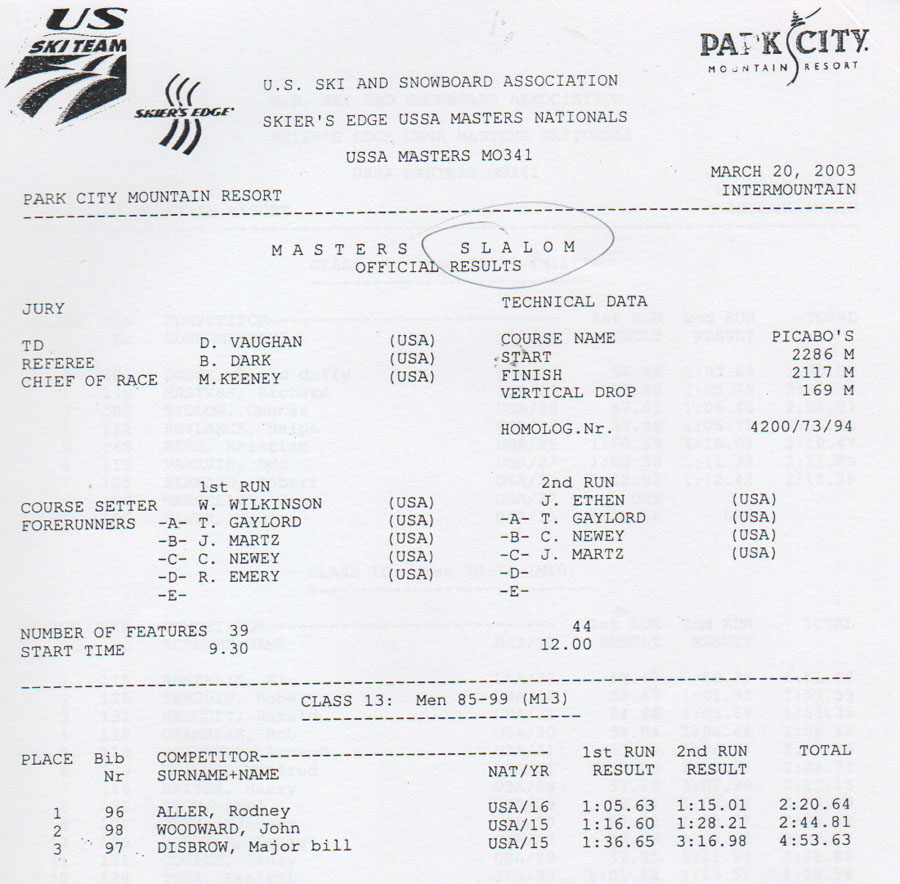 US
SKI TEAM
PARK CITY.
MOUNTAIN RESORT
SKIER'S EDGE
U.S. SKI AND SNOWBOARD ASSOCIATION
SKIER'S EDGE USSA MASTERS NATIONALS
USSA MASTERS MO341
MARCH 20, 2003
PARK CITY MOUNTAIN RESORT INTERMOUNTAIN
MASTERS SLALOM
OFFICIAL RESULTS
JURY TECHNICAL DATA
TD D. VAUGHAN (USA) COURSE NAME PICABO'S
REFEREE B. DARK (USA) START 2286 M
CHIEF OF RACE M.KEENEY (USA) FINISH 2117 M
VERTICAL DROP 169 M
HOMOLOG.Nr. 4200/73/94
1st RUN 2nd RUN
COURSE SETTER W. WILKINSON (USA) J. ETHEN (USA)
FORERUNNERS -A- T. GAYLORD (USA) -A- T. GAYLORD (USA)
-B- J. MARTZ (USA) -B- C. NEWEY (USA)
-C- C. NEWEY (USA) -C- J. MARTZ (USA)
-D- R. EMERY (USA) -D-
-E- -E-
NUMBER OF FEATURES 39 44
START TIME 9.30 12.00
CLASS 13: Men 85-99 (M13)
PLACE Bib COMPETITOR 1st RUN 2nd RUN TOTAL
Nr SURNAME+NAME NAT/YR RESULT RESULT
1 96 ALLER, Rodney USA/16 1:05.63 1:15.01 2:20.64
2 98 WOODWARD, John USA/15 1:16.60 1:28.21 2:44.81
3 97 DISBROW, Major bill USA/15 1:36.65 3:16.98 4:53.63